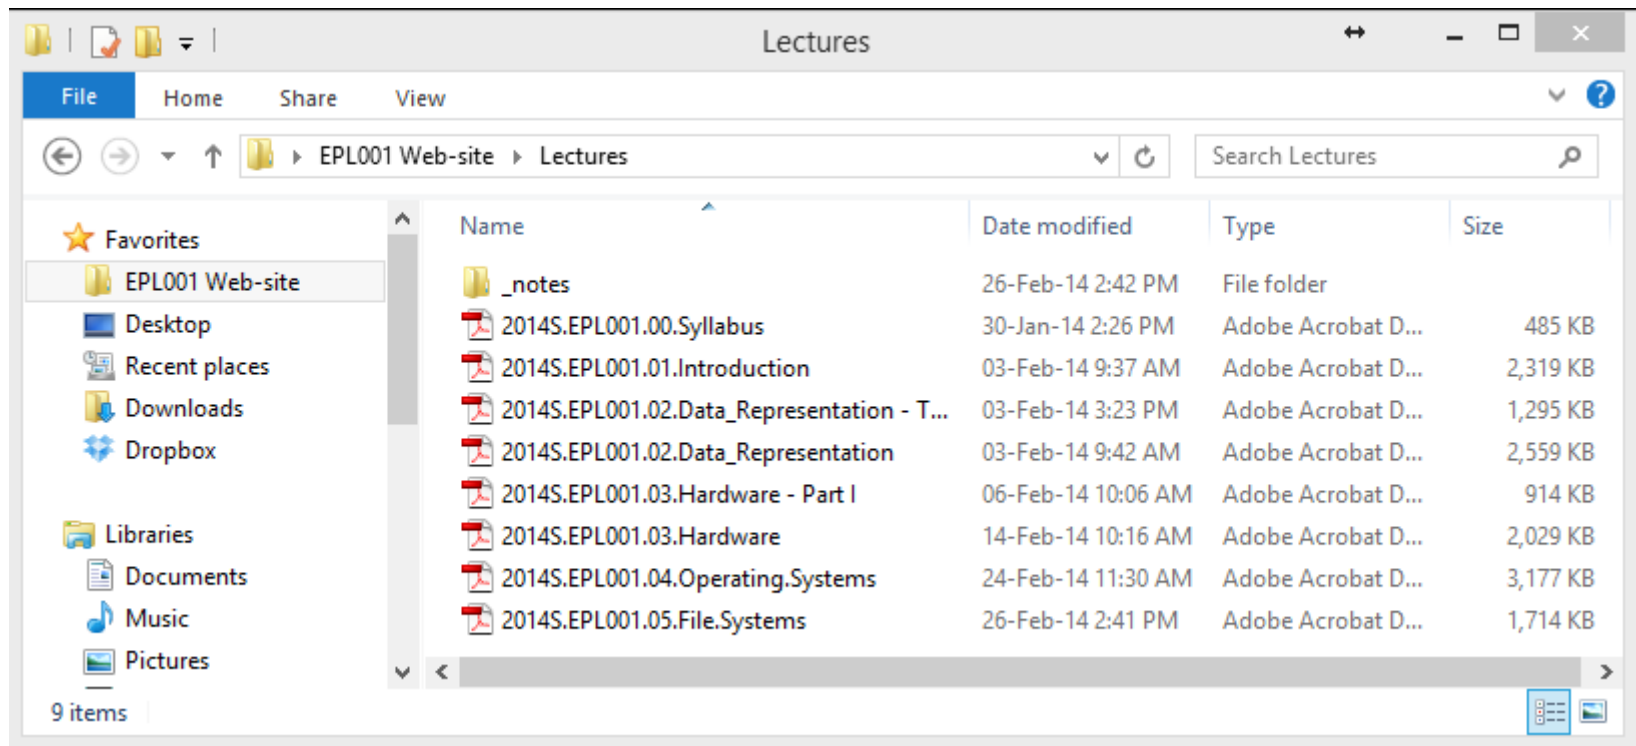 Lectures
File Home Share View
EPL001 Web-site Lectures
Search Lectures
Favorites
EPL001 Web-site
Desktop
Recent places
Downloads
Dropbox
Libraries
Documents
Music
Pictures
Name Date modified Type Size
_notes 26-Feb-14 2:42 PM File folder
2014S.EPL001.00.Syllabus 30-Jan-14 2:26 PM Adobe Acrobat D... 485 KB
2014S.EPL001.01.Introduction 03-Feb-14 9:37 AM Adobe Acrobat D... 2,319 KB
2014S.EPL001.02.Data_Representation - T... 03-Feb-14 3:23 PM Adobe Acrobat D... 1,295 KB
2014S.EPL001.02.Data_Representation 03-Feb-14 9:42 AM Adobe Acrobat D... 2,559 KB
2014S.EPL001.03.Hardware - Part I 06-Feb-14 10:06 AM Adobe Acrobat D... 914 KB
2014S.EPL001.03.Hardware 14-Feb-14 10:16 AM Adobe Acrobat D... 2,029 KB
2014S.EPL001.04.Operating.Systems 24-Feb-14 11:30 AM Adobe Acrobat D... 3,177 KB
2014S.EPL001.05.File.Systems 26-Feb-14 2:41 PM Adobe Acrobat D... 1,714 KB
9 items